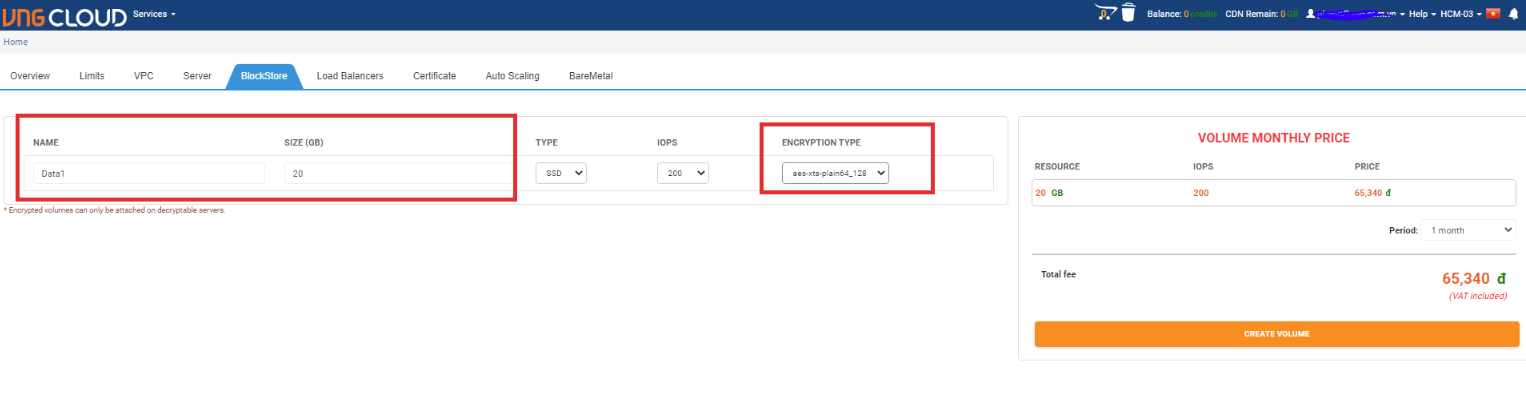 VNG CLOUD Services 0 Balance: 0credits CDN Remain: 0 GB Help HCM-03
Home
Overview Limits VPC Server BlockStore Load Balancers Certificate Auto Scaling BareMetal
NAME SIZE (GB) TYPE IOPS ENCRYPTION TYPE
Data1 20 SSD 200 aes-xts-plain64_128
* Encrypted volumes can only be attached on decryptable servers.
VOLUME MONTHLY PRICE
RESOURCE IOPS PRICE
20 GB 200 65,340 đ
Period: 1 month
Total fee 65,340 đ
(VAT included)
CREATE VOLUME